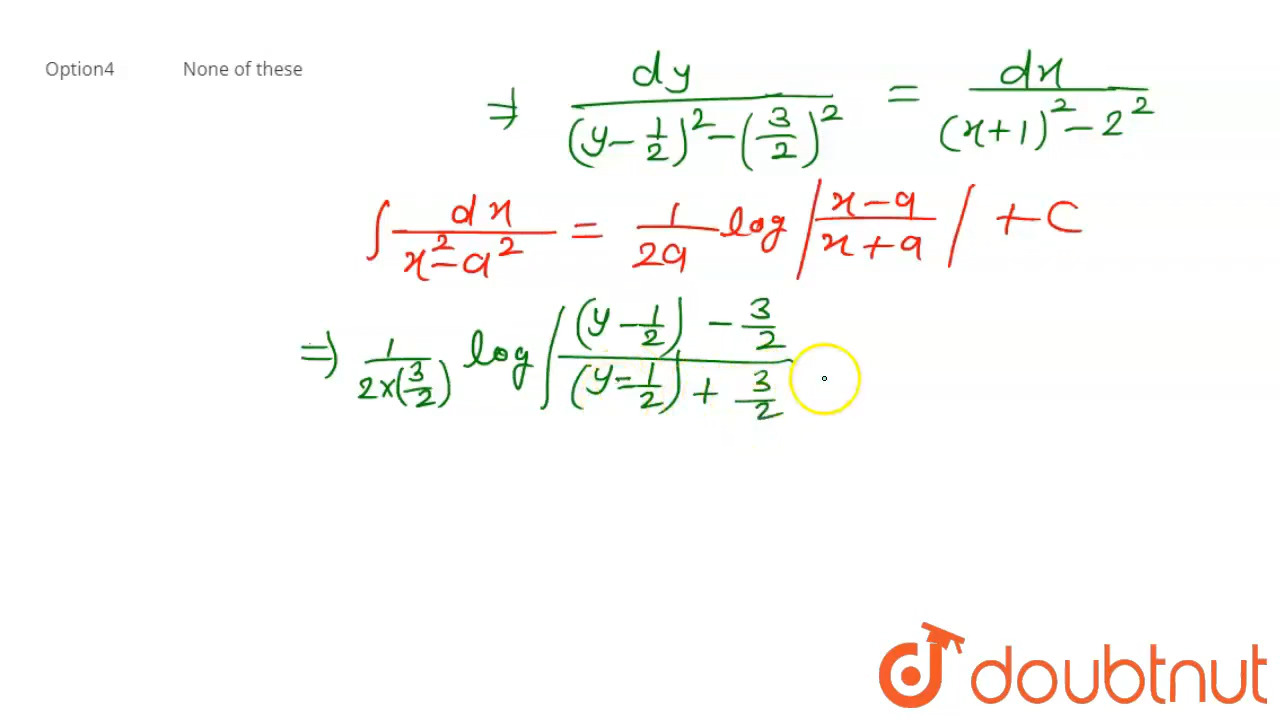 Option4 None of these
⇒ dy/((y-1/2)²-(3/2)²) = dx/((x+1)²-2²)
∫ dx/(x²-a²) = 1/2a log |(x-a)/(x+a)| + C
⇒ 1/(2×(3/2)) log |((y-1/2) - 3/2)/((y=1/2) + 3/2)
doubtnut